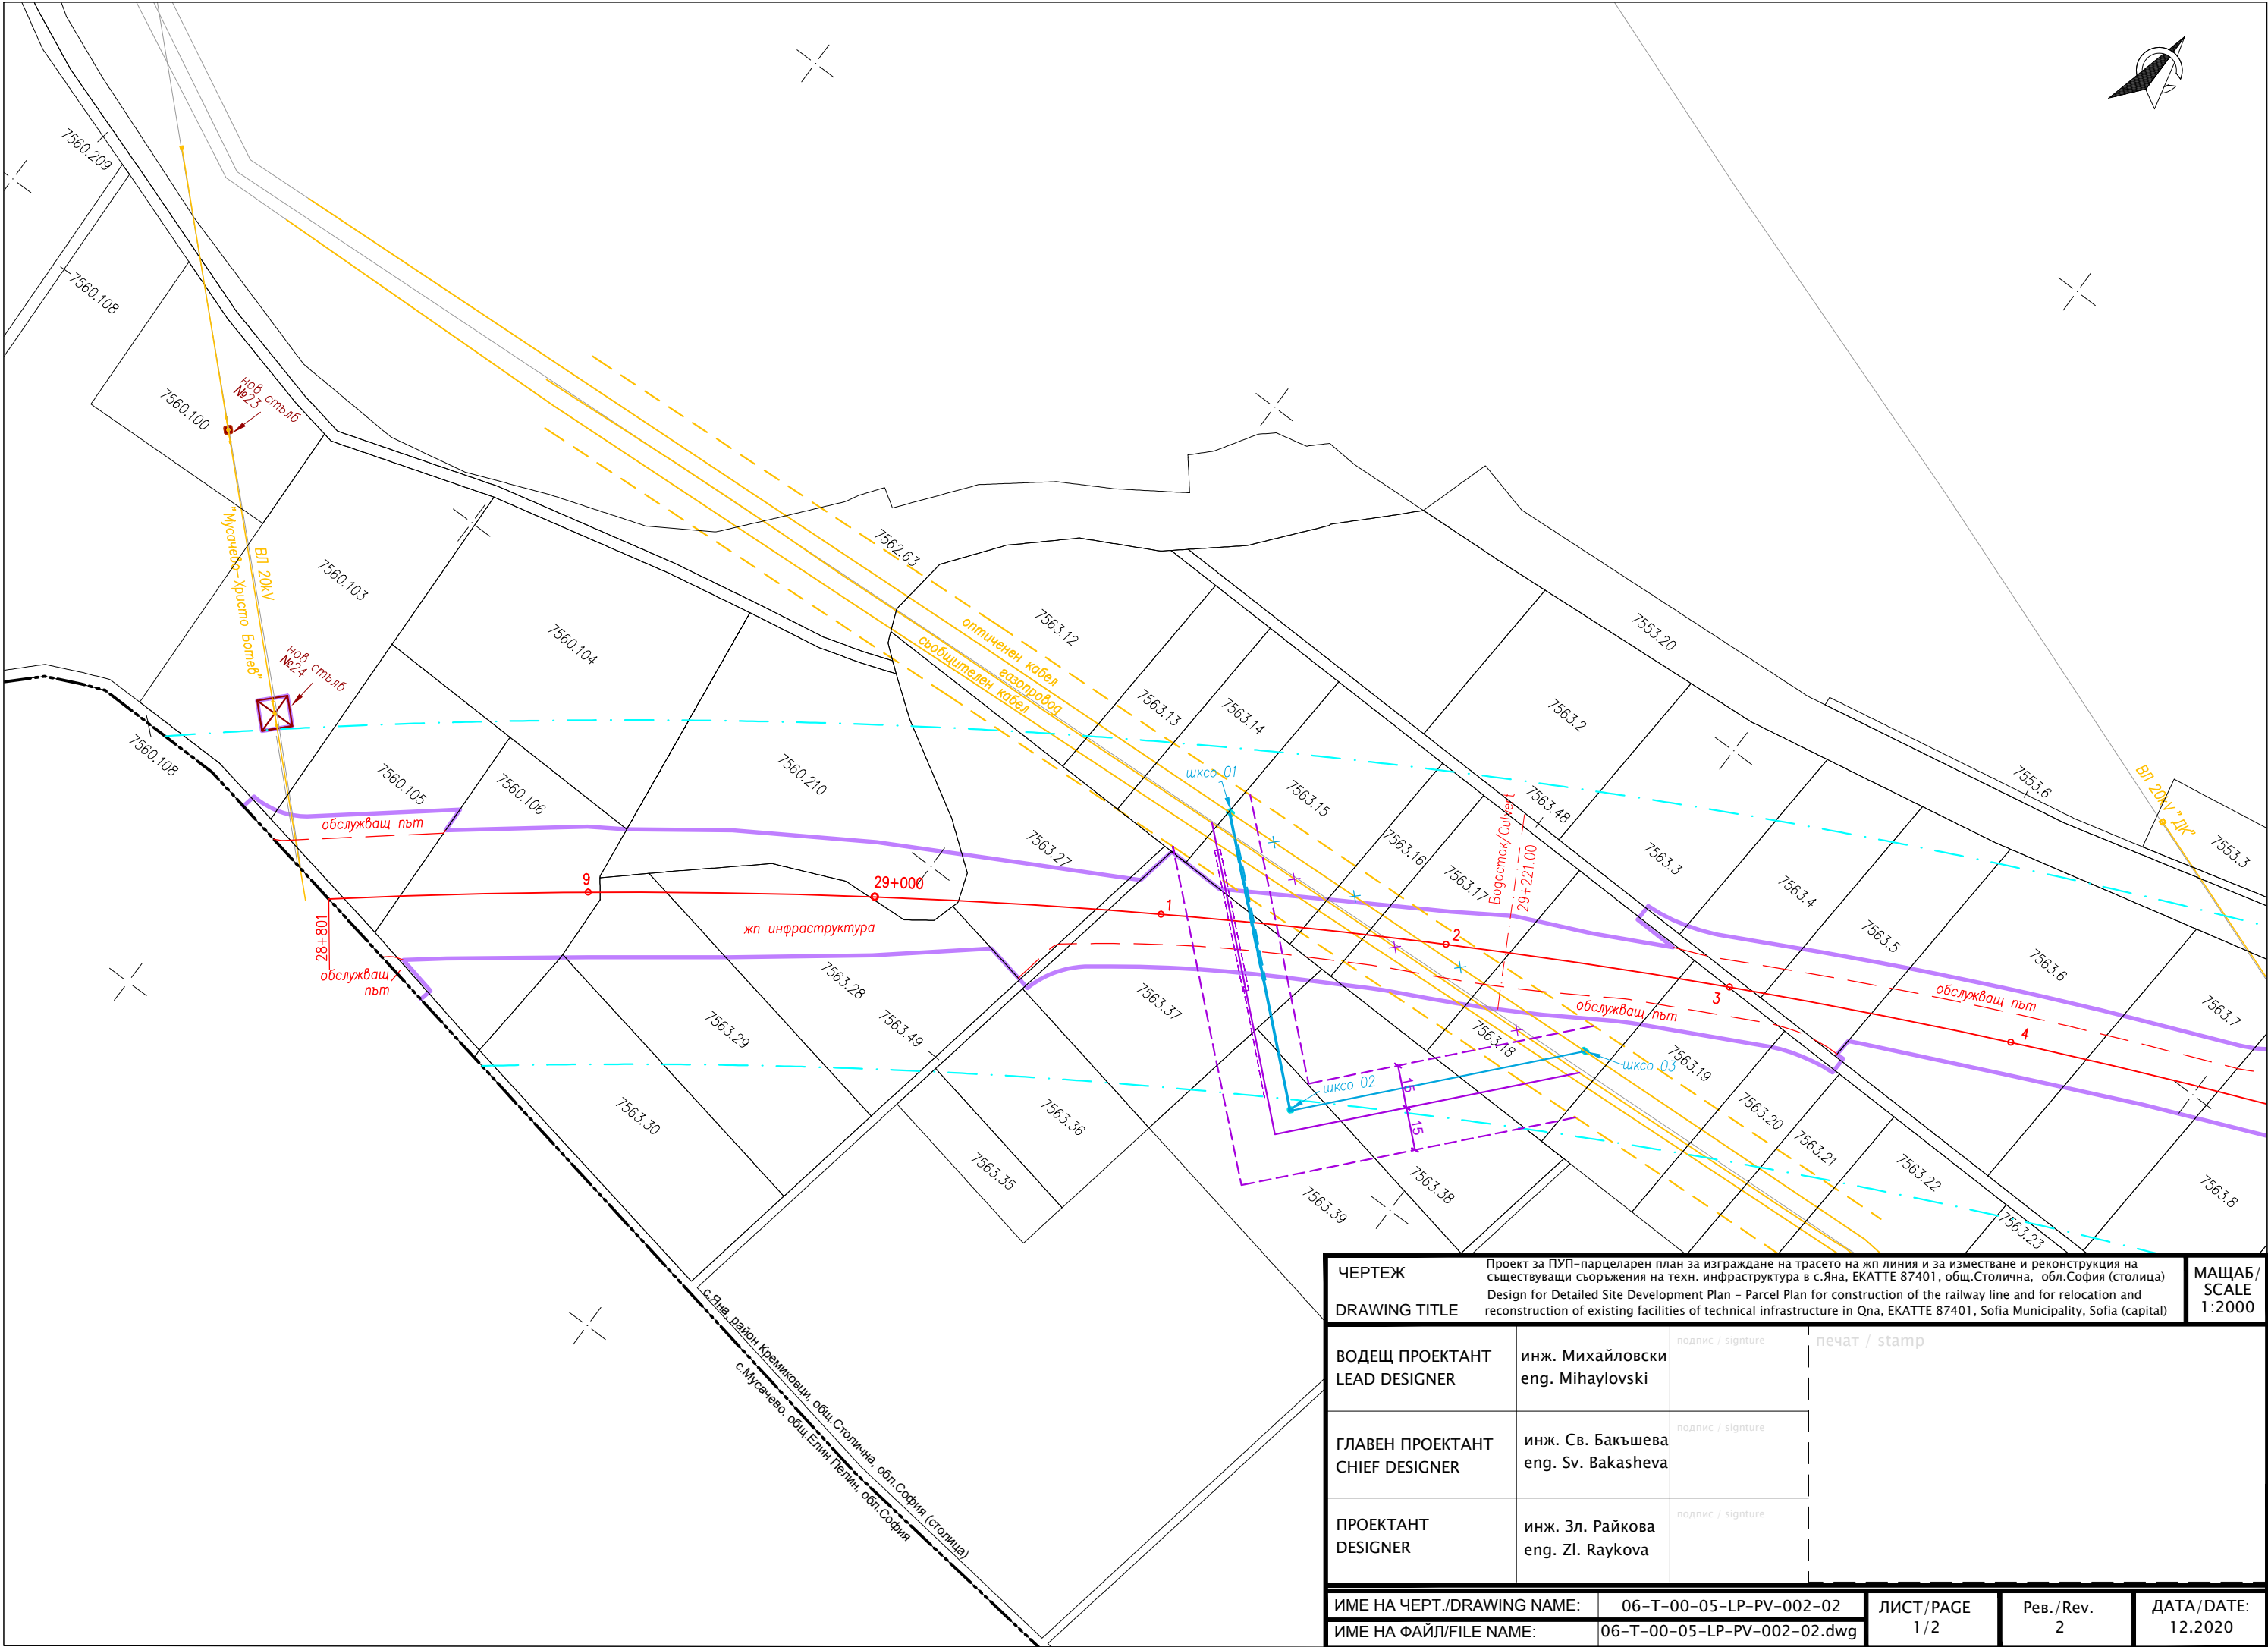 7560.209
7560.108
7560.100
нов стълб
№23
"Мусачево-Христо Ботев"
ВЛ 20kV
7560.103
нов стълб
№24
7560.104
7560.108
7560.105
7560.106
7560.210
обслужващ път
9
29+000
28+801
обслужващ
път
жп инфраструктура
7562.63
оптичен кабел
газопровод
съобщителен кабел
7563.12
7563.13
7563.14
7563.15
7563.16
7563.17
7563.48
7563.2
7553.20
7553.6
7553.3
ВЛ 20kV "ДК"
шксо 01
Водосток/Culvert
29+221.00
7563.3
7563.4
7563.5
7563.6
7563.7
7563.8
7563.27
1
2
3
4
обслужващ път
обслужващ път
7563.28
7563.49
7563.29
7563.30
7563.37
7563.36
7563.35
7563.18
7563.19
7563.20
7563.21
7563.22
7563.23
шксо 02
шксо 03
15
15
7563.38
7563.39
с.Яна, район Кремиковци, общ.Столична, обл.София (столица)
с.Мусачево, общ.Елин Пелин, обл.София
ЧЕРТЕЖ
DRAWING TITLE
Проект за ПУП-парцеларен план за изграждане на трасето на жп линия и за изместване и реконструкция на
съществуващи съоръжения на техн. инфраструктура в с.Яна, ЕКАТТЕ 87401, общ.Столична, обл.София (столица)
Design for Detailed Site Development Plan - Parcel Plan for construction of the railway line and for relocation and
reconstruction of existing facilities of technical infrastructure in Qna, EKATTE 87401, Sofia Municipality, Sofia (capital)
МАЩАБ/
SCALE
1:2000
ВОДЕЩ ПРОЕКТАНТ
LEAD DESIGNER
инж. Михайловски
eng. Mihaylovski
подпис / signture
печат / stamp
ГЛАВЕН ПРОЕКТАНТ
CHIEF DESIGNER
инж. Св. Бакъшева
eng. Sv. Bakasheva
подпис / signture
ПРОЕКТАНТ
DESIGNER
инж. Зл. Райкова
eng. Zl. Raykova
подпис / signture
ИМЕ НА ЧЕРТ./DRAWING NAME:
06-T-00-05-LP-PV-002-02
ИМЕ НА ФАЙЛ/FILE NAME:
06-T-00-05-LP-PV-002-02.dwg
ЛИСТ/PAGE
1/2
Рев./Rev.
2
ДАТА/DATE:
12.2020